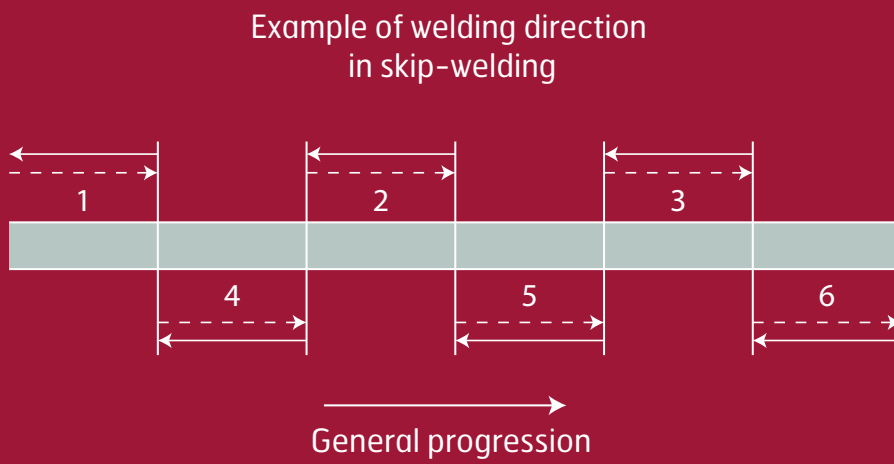 Example of welding direction
in skip-welding
1 2 3
4 5 6
General progression